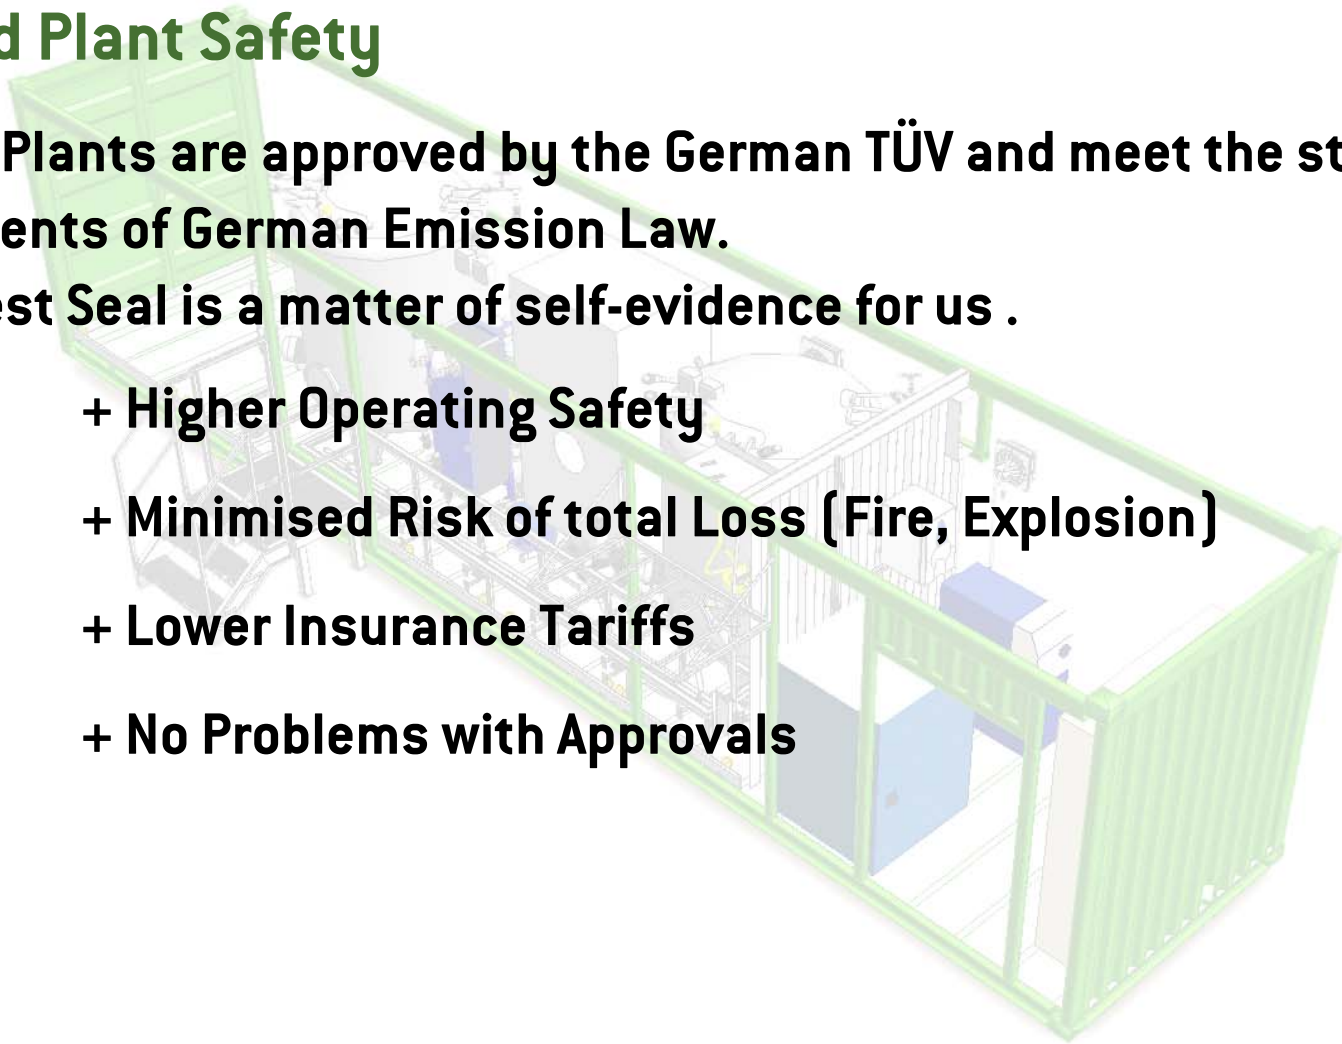 d Plant Safety
Plants are approved by the German TÜV and meet the st
ents of German Emission Law.
est Seal is a matter of self-evidence for us .
+ Higher Operating Safety
+ Minimised Risk of total Loss (Fire, Explosion)
+ Lower Insurance Tariffs
+ No Problems with Approvals